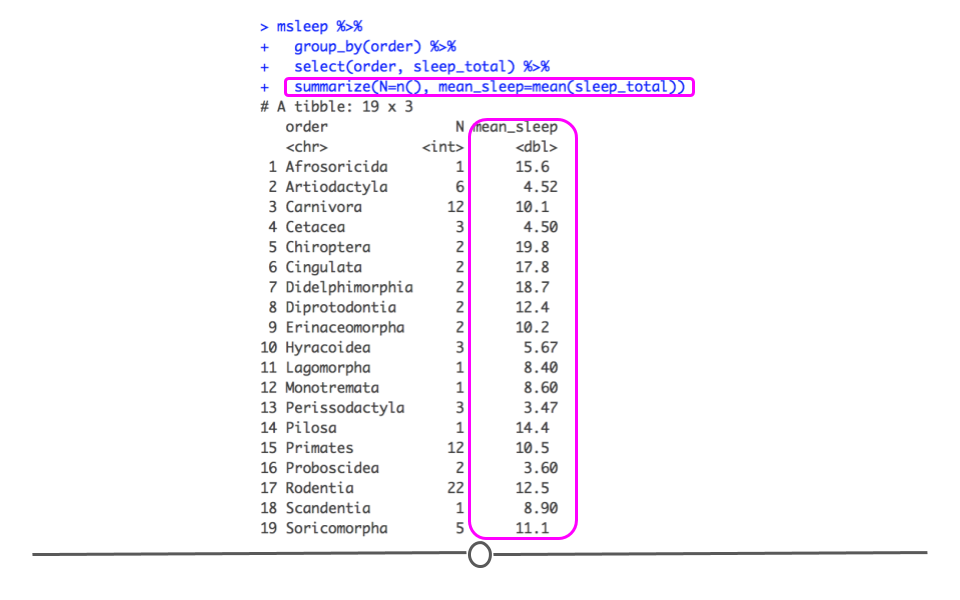 > msleep %>%
+ group_by(order) %>%
+ select(order, sleep_total) %>%
+ summarize(N=n(), mean_sleep=mean(sleep_total))
# A tibble: 19 x 3
order N mean_sleep
<chr> <int> <dbl>
1 Afrosoricida 1 15.6
2 Artiodactyla 6 4.52
3 Carnivora 12 10.1
4 Cetacea 3 4.50
5 Chiroptera 2 19.8
6 Cingulata 2 17.8
7 Didelphimorphia 2 18.7
8 Diprotodontia 2 12.4
9 Erinaceomorpha 2 10.2
10 Hyracoidea 3 5.67
11 Lagomorpha 1 8.40
12 Monotremata 1 8.60
13 Perissodactyla 3 3.47
14 Pilosa 1 14.4
15 Primates 12 10.5
16 Proboscidea 2 3.60
17 Rodentia 22 12.5
18 Scandentia 1 8.90
19 Soricomorpha 5 11.1